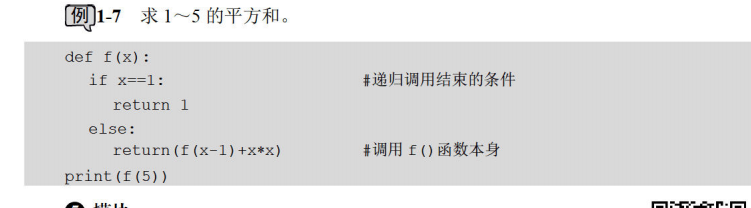 例1-7 求 1～5 的平方和。
def f(x):
if x==1: #递归调用结束的条件
return 1
else:
return(f(x-1)+x*x) #调用 f()函数本身
print(f(5))